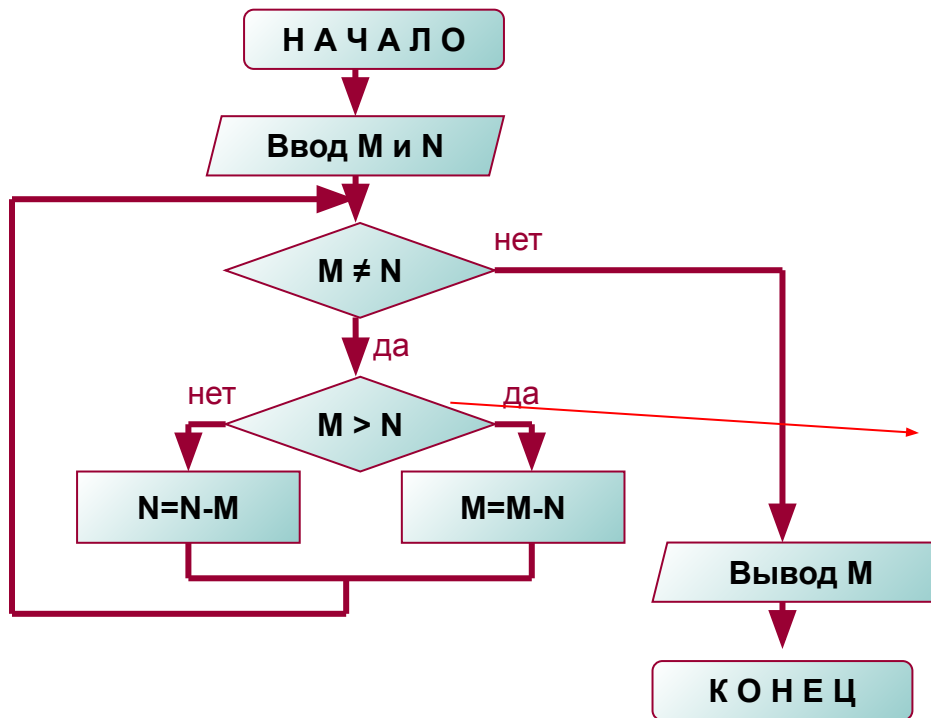 Н А Ч А Л О
Ввод M и N
M ≠ N
нет
да
нет
M > N
да
N=N-M
M=M-N
Вывод M
К О Н Е Ц